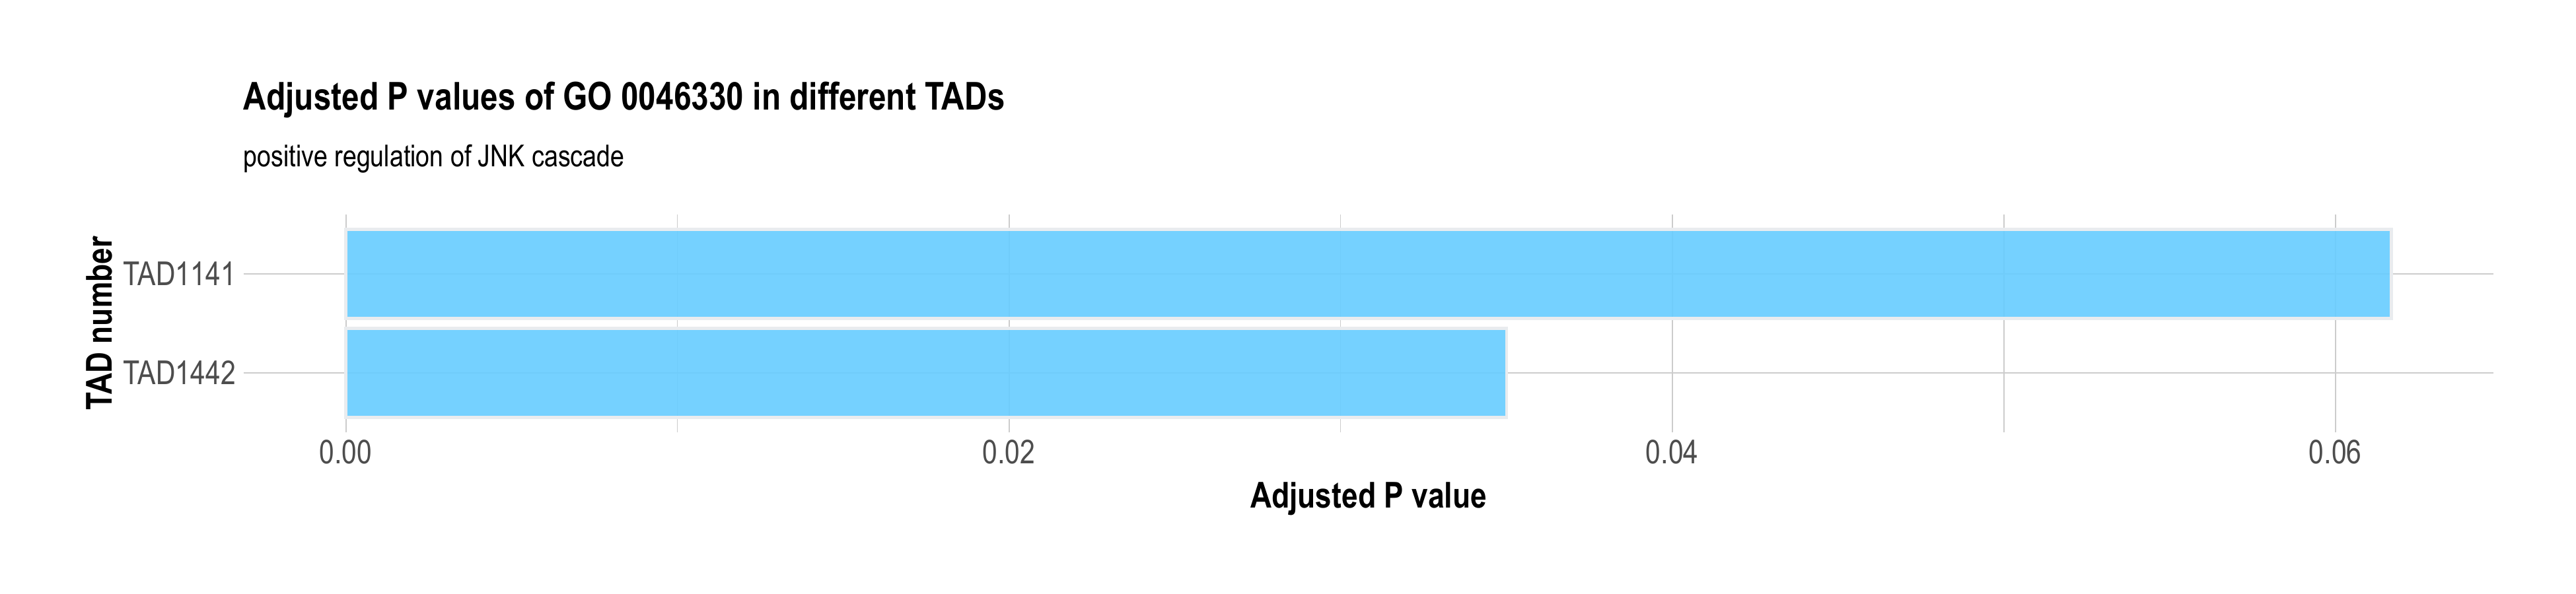 Adjusted P values of GO 0046330 in different TADs
positive regulation of JNK cascade
TAD number
TAD1141
TAD1442
0.00
0.02
0.04
0.06
Adjusted P value